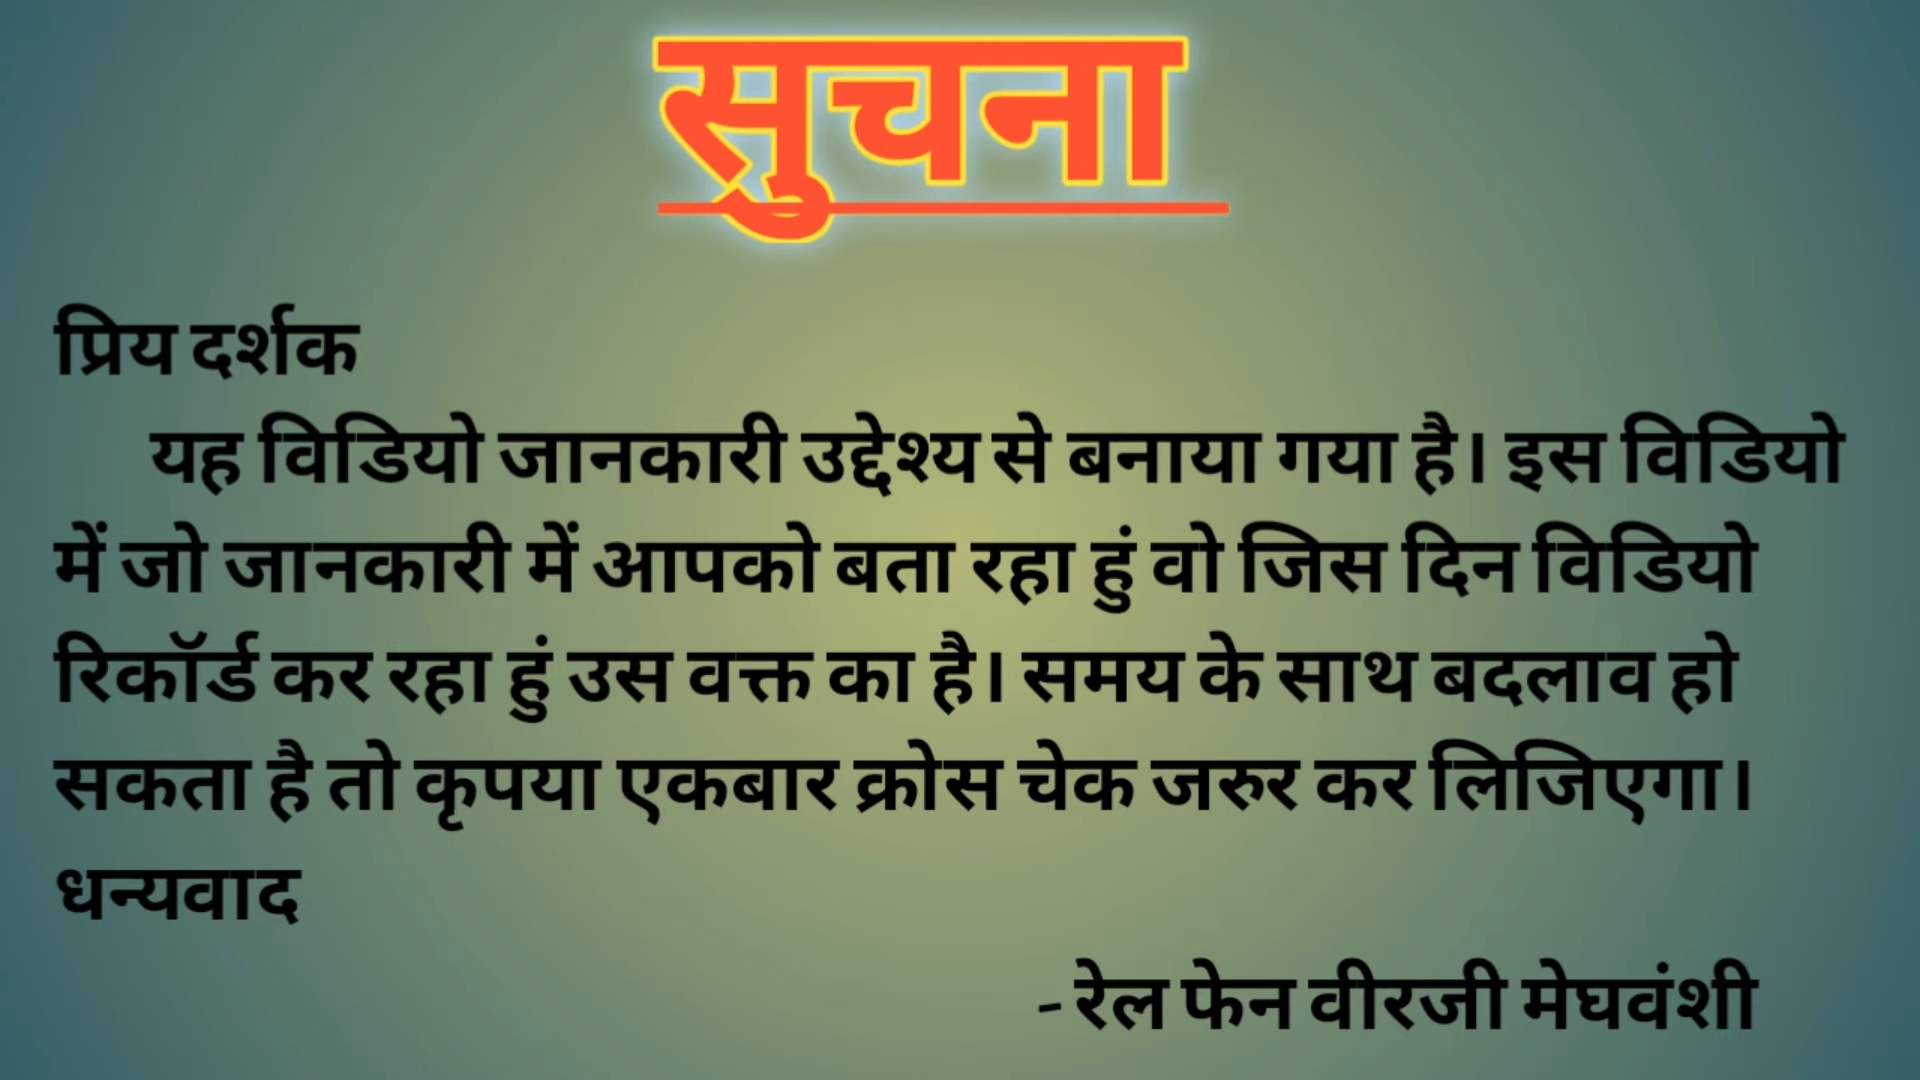 सुचना
प्रिय दर्शक
यह विडियो जानकारी उद्देश्य से बनाया गया है। इस विडियो
में जो जानकारी में आपको बता रहा हुं वो जिस दिन विडियो
रिकॉर्ड कर रहा हुं उस वक्त का है। समय के साथ बदलाव हो
सकता है तो कृपया एकबार क्रोस चेक जरुर कर लिजिएगा।
धन्यवाद
- रेल फेन वीरजी मेघवंशी